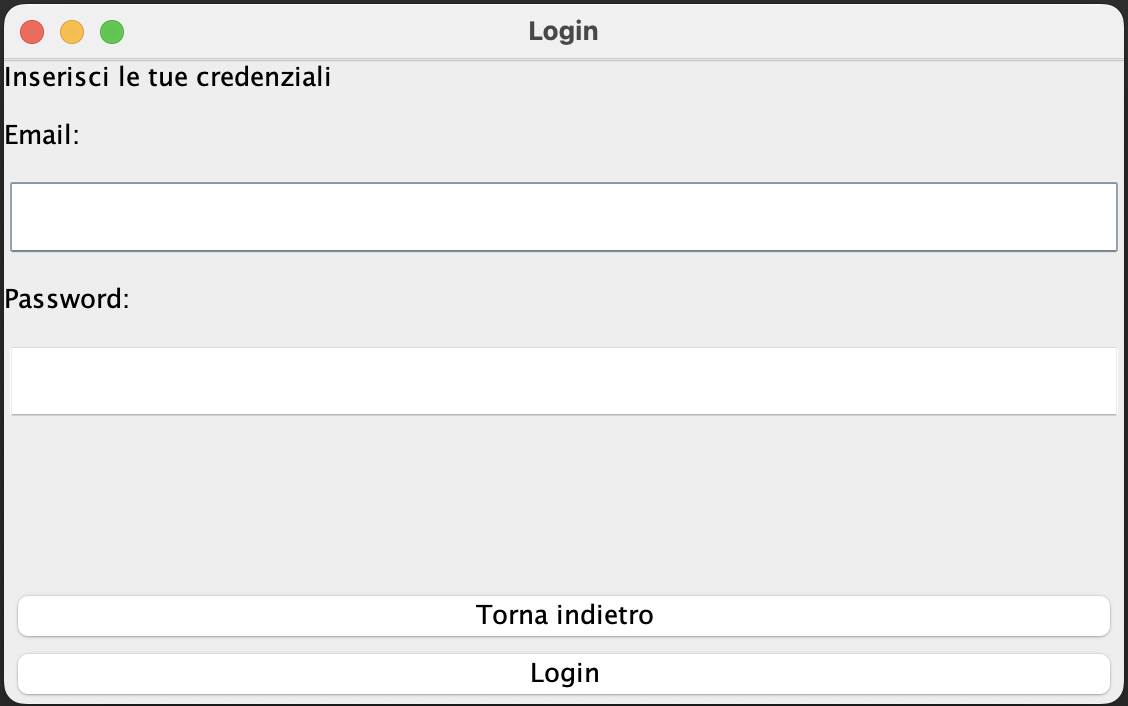 Login
Inserisci le tue credenziali
Email:
Password:
Torna indietro
Login